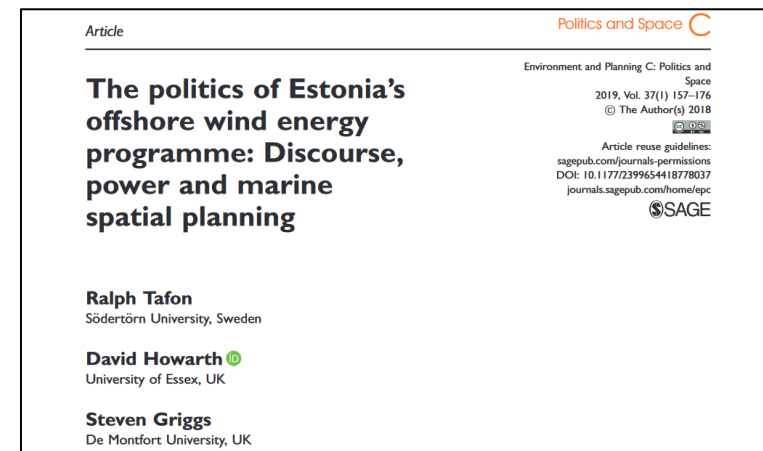 Article
Politics and Space C
The politics of Estonia's
offshore wind energy
programme: Discourse,
power and marine
spatial planning
Environment and Planning C: Politics and
Space
2019, Vol. 37(1) 157–176
© The Author(s) 2018
Article reuse guidelines:
sagepub.com/journals-permissions
DOI: 10.1177/2399654418778037
journals.sagepub.com/home/epc
SAGE
Ralph Tafon
Södertörn University, Sweden
David Howarth iD
University of Essex, UK
Steven Griggs
De Montfort University, UK